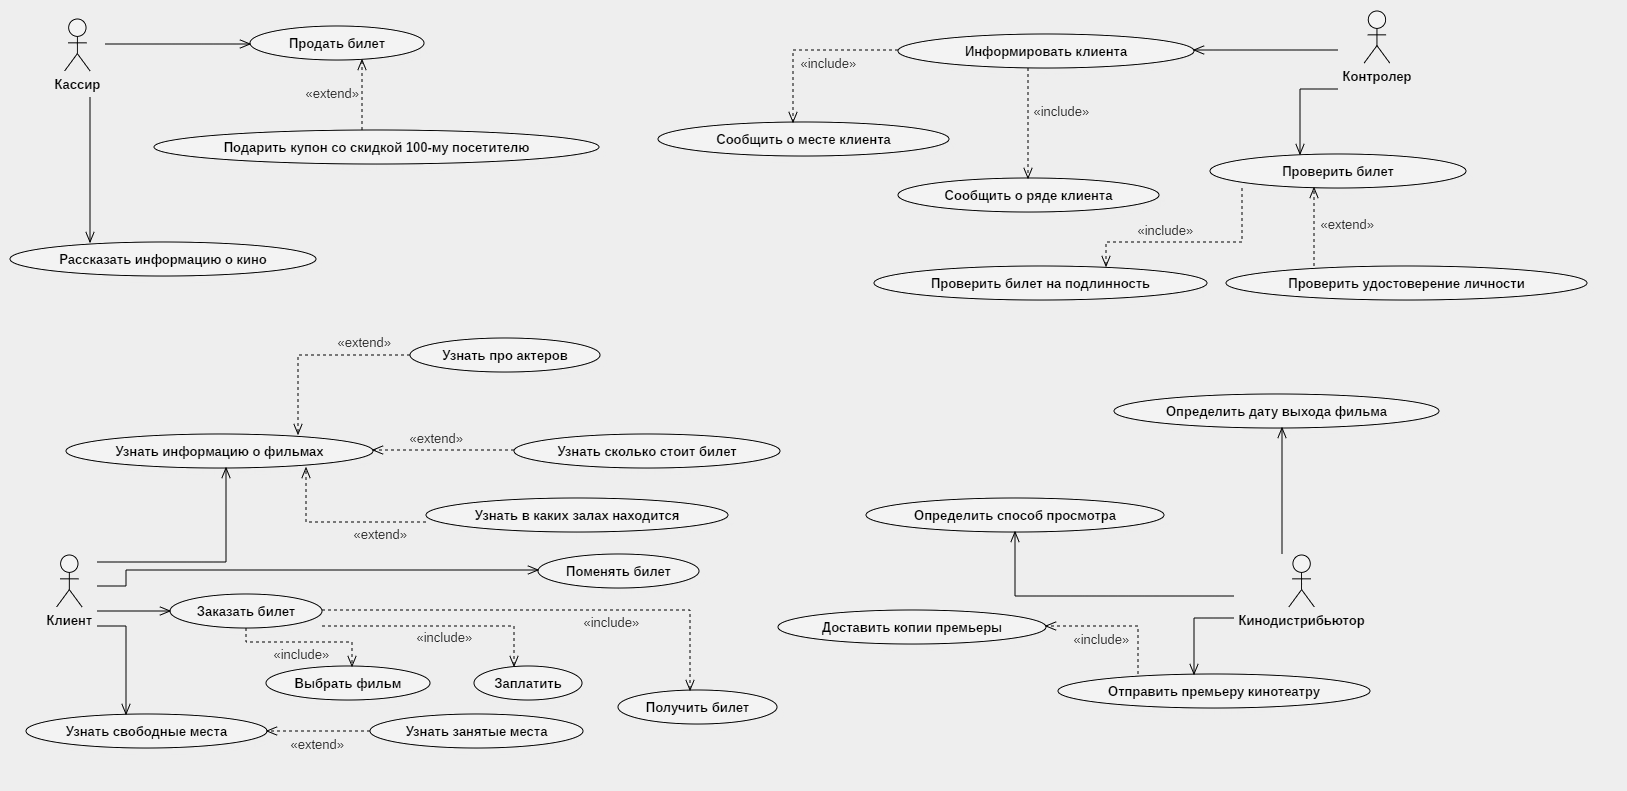 Кассир
Продать билет
«extend»
Подарить купон со скидкой 100-му посетителю
Рассказать информацию о кино
Контролер
Информировать клиента
«include»
Сообщить о месте клиента
«include»
Сообщить о ряде клиента
Проверить билет
«include»
«extend»
Проверить билет на подлинность
Проверить удостоверение личности
«extend»
Узнать про актеров
Узнать информацию о фильмах
«extend»
Узнать сколько стоит билет
Узнать в каких залах находится
«extend»
Клиент
Поменять билет
Заказать билет
«include»
«include»
«include»
Выбрать фильм
Заплатить
Получить билет
Узнать свободные места
«extend»
Узнать занятые места
Определить дату выхода фильма
Определить способ просмотра
Кинодистрибьютор
Доставить копии премьеры
«include»
Отправить премьеру кинотеатру